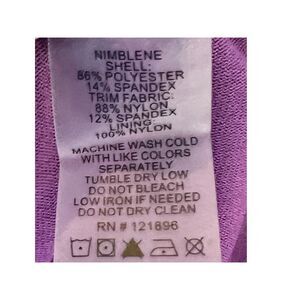 NIMBLENE
SHELL:
86% POLYESTER
14% SPANDEX
TRIM FABRIC:
88% NYLON
12% SPANDEX
LINING:
100% NYLON
MACHINE WASH COLD
WITH LIKE COLORS
SEPARATELY
TUMBLE DRY LOW
DO NOT BLEACH
LOW IRON IF NEEDED
DO NOT DRY CLEAN
RN # 121896